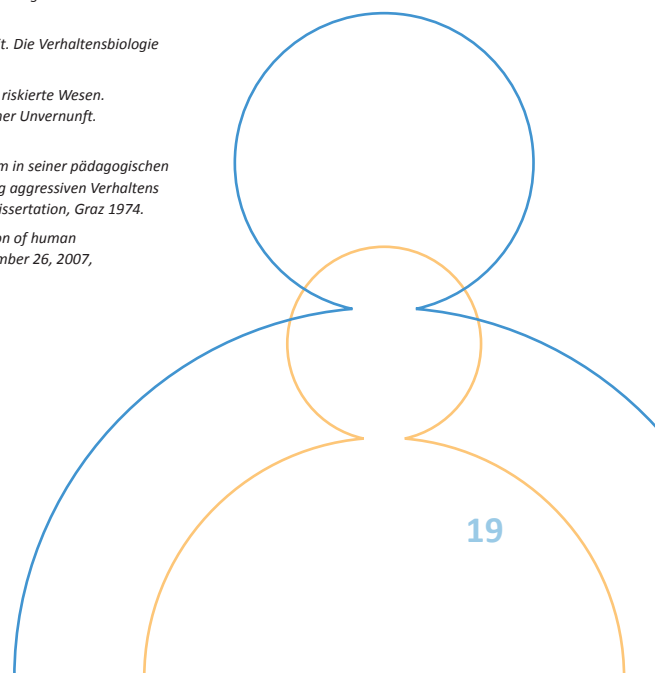 t. Die Verhaltensbiologie
riskierte Wesen.
ner Unvernunft.
m in seiner pädagogischen
g aggressiven Verhaltens
issertation, Graz 1974.
on of human
mber 26, 2007,
19